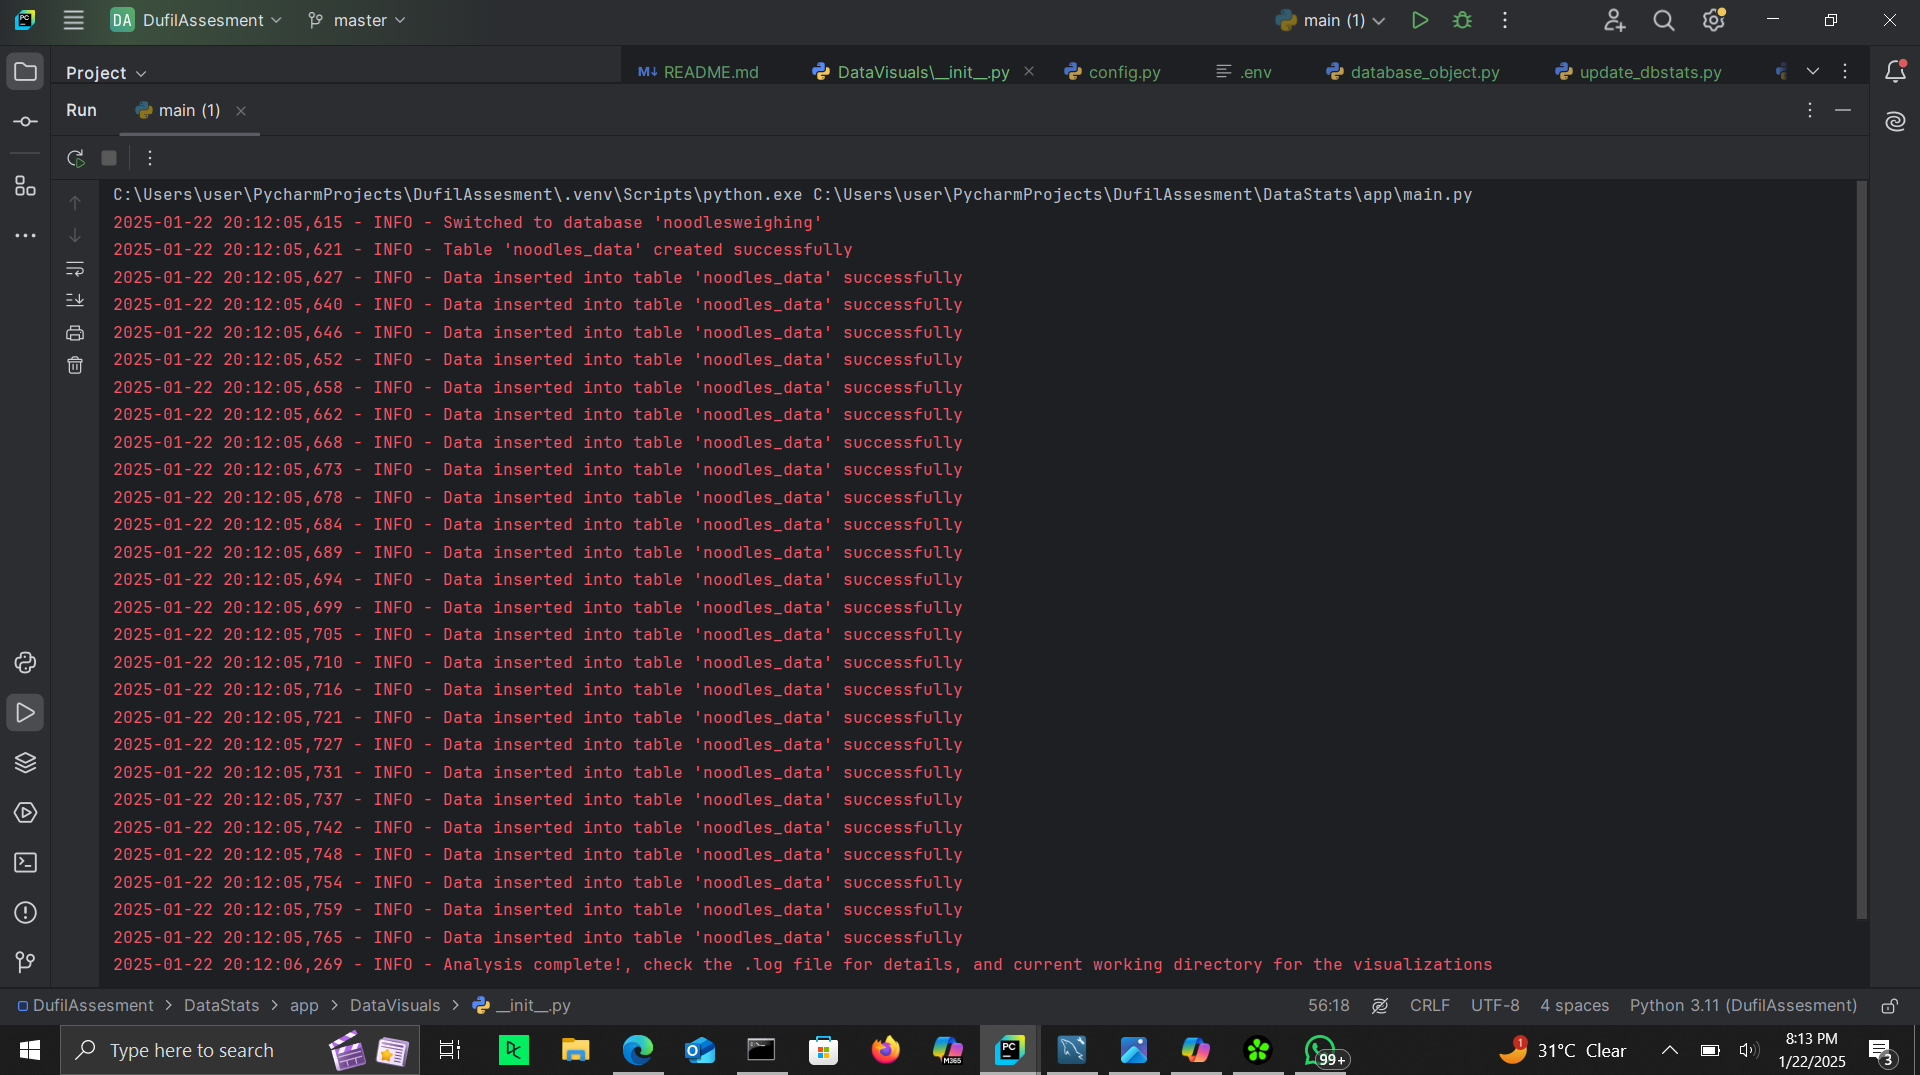 DA DufilAssesment master main (1)
Project
README.md DataVisuals\__init__.py config.py .env database_object.py update_dbstats.py
Run main (1)
C:\Users\user\PycharmProjects\DufilAssesment\.venv\Scripts\python.exe C:\Users\user\PycharmProjects\DufilAssesment\DataStats\app\main.py
2025-01-22 20:12:05,615 - INFO - Switched to database 'noodlesweighing'
2025-01-22 20:12:05,621 - INFO - Table 'noodles_data' created successfully
2025-01-22 20:12:05,627 - INFO - Data inserted into table 'noodles_data' successfully
2025-01-22 20:12:05,640 - INFO - Data inserted into table 'noodles_data' successfully
2025-01-22 20:12:05,646 - INFO - Data inserted into table 'noodles_data' successfully
2025-01-22 20:12:05,652 - INFO - Data inserted into table 'noodles_data' successfully
2025-01-22 20:12:05,658 - INFO - Data inserted into table 'noodles_data' successfully
2025-01-22 20:12:05,662 - INFO - Data inserted into table 'noodles_data' successfully
2025-01-22 20:12:05,668 - INFO - Data inserted into table 'noodles_data' successfully
2025-01-22 20:12:05,673 - INFO - Data inserted into table 'noodles_data' successfully
2025-01-22 20:12:05,678 - INFO - Data inserted into table 'noodles_data' successfully
2025-01-22 20:12:05,684 - INFO - Data inserted into table 'noodles_data' successfully
2025-01-22 20:12:05,689 - INFO - Data inserted into table 'noodles_data' successfully
2025-01-22 20:12:05,694 - INFO - Data inserted into table 'noodles_data' successfully
2025-01-22 20:12:05,699 - INFO - Data inserted into table 'noodles_data' successfully
2025-01-22 20:12:05,705 - INFO - Data inserted into table 'noodles_data' successfully
2025-01-22 20:12:05,710 - INFO - Data inserted into table 'noodles_data' successfully
2025-01-22 20:12:05,716 - INFO - Data inserted into table 'noodles_data' successfully
2025-01-22 20:12:05,721 - INFO - Data inserted into table 'noodles_data' successfully
2025-01-22 20:12:05,727 - INFO - Data inserted into table 'noodles_data' successfully
2025-01-22 20:12:05,731 - INFO - Data inserted into table 'noodles_data' successfully
2025-01-22 20:12:05,737 - INFO - Data inserted into table 'noodles_data' successfully
2025-01-22 20:12:05,742 - INFO - Data inserted into table 'noodles_data' successfully
2025-01-22 20:12:05,748 - INFO - Data inserted into table 'noodles_data' successfully
2025-01-22 20:12:05,754 - INFO - Data inserted into table 'noodles_data' successfully
2025-01-22 20:12:05,759 - INFO - Data inserted into table 'noodles_data' successfully
2025-01-22 20:12:05,765 - INFO - Data inserted into table 'noodles_data' successfully
2025-01-22 20:12:06,269 - INFO - Analysis complete!, check the .log file for details, and current working directory for the visualizations
DufilAssesment > DataStats > app > DataVisuals > __init__.py 56:18 CRLF UTF-8 4 spaces Python 3.11 (DufilAssesment)
Type here to search M365 PC 99+ 1 31°C Clear 8:13 PM
1/22/2025 3